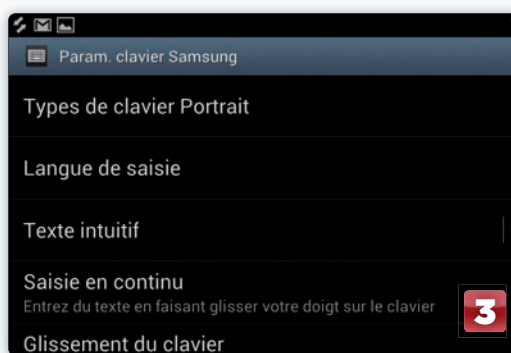 Param. clavier Samsung
Types de clavier Portrait
Langue de saisie
Texte intuitif
Saisie en continu
Entrez du texte en faisant glisser votre doigt sur le clavier
3
Glissement du clavier